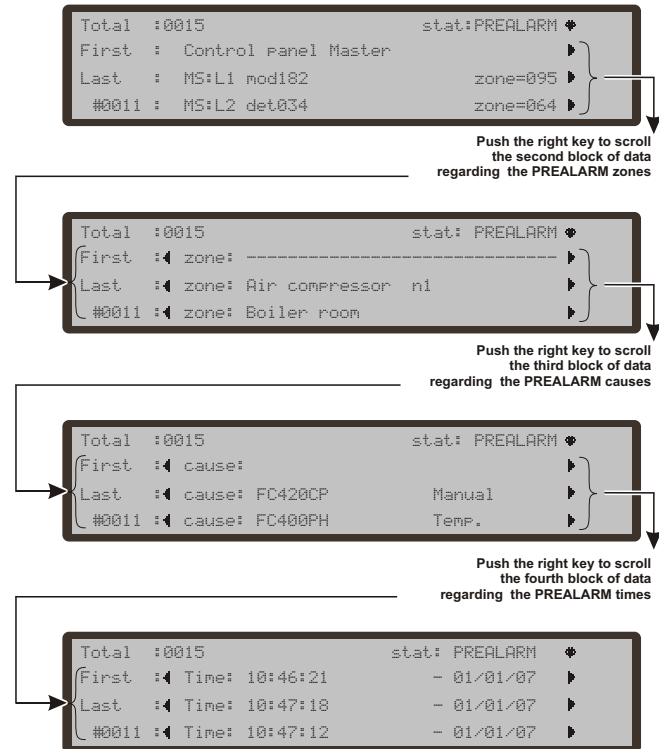 Total :0015 stat:PREALARM
First : Control panel Master
Last : MS:L1 mod182 zone=095
#0011 : MS:L2 det034 zone=064
Push the right key to scroll
the second block of data
regarding the PREALARM zones
Total :0015 stat: PREALARM
First : zone: ------------------------------
Last : zone: Air compressor n1
#0011 : zone: Boiler room
Push the right key to scroll
the third block of data
regarding the PREALARM causes
Total :0015 stat: PREALARM
First : cause:
Last : cause: FC420CP Manual
#0011 : cause: FC400PH Temp.
Push the right key to scroll
the fourth block of data
regarding the PREALARM times
Total :0015 stat: PREALARM
First : Time: 10:46:21 - 01/01/07
Last : Time: 10:47:18 - 01/01/07
#0011 : Time: 10:47:12 - 01/01/07